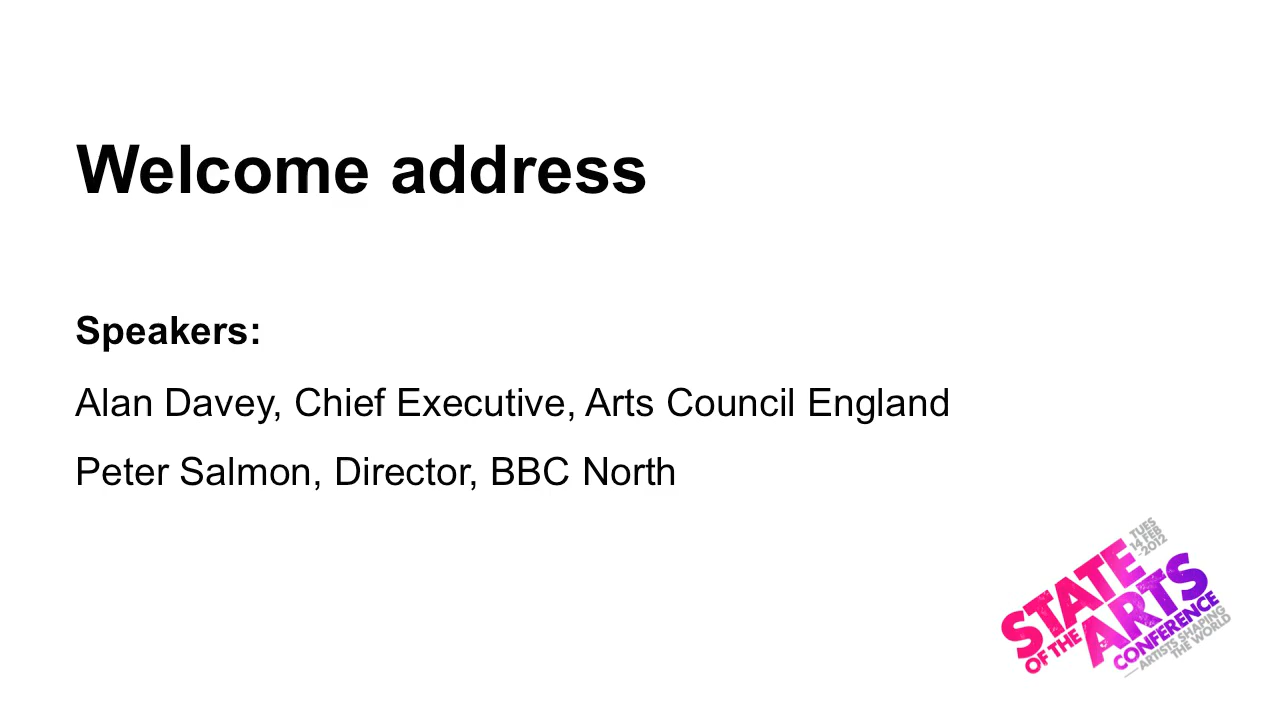 Welcome address
Speakers:
Alan Davey, Chief Executive, Arts Council England
Peter Salmon, Director, BBC North
TUES
14 FEB
-2012
STATE
OF THE
ARTS
CONFERENCE
—ARTISTS SHAPING
THE WORLD